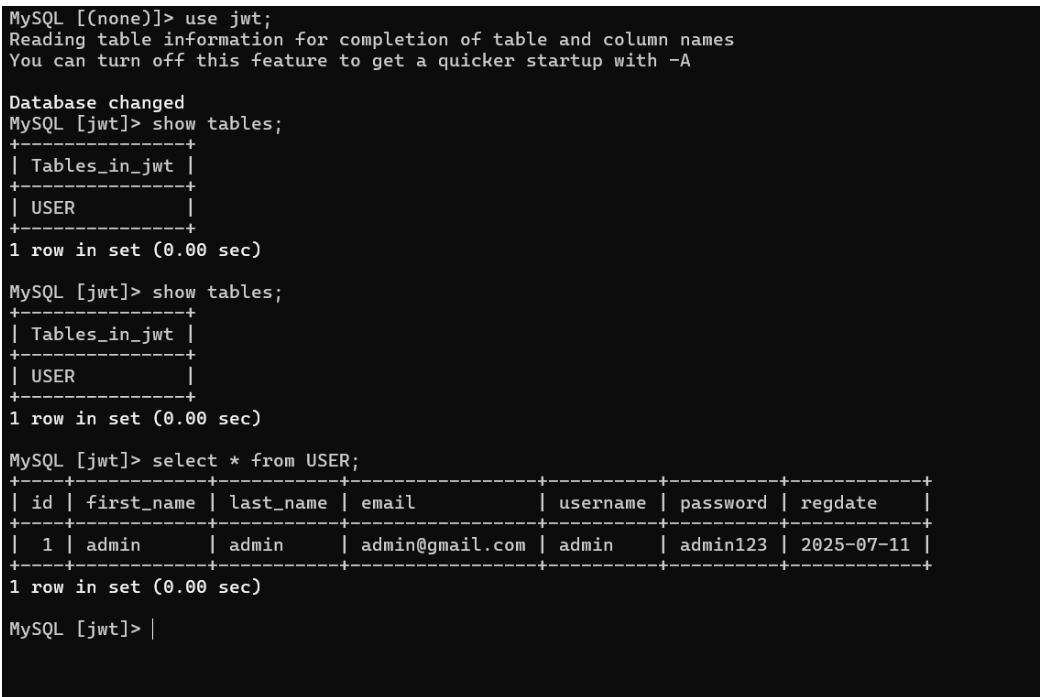 MySQL [(none)]> use jwt;
Reading table information for completion of table and column names
You can turn off this feature to get a quicker startup with -A
Database changed
MySQL [jwt]> show tables;
+---------------+
| Tables_in_jwt |
+---------------+
| USER          |
+---------------+
1 row in set (0.00 sec)
MySQL [jwt]> show tables;
+---------------+
| Tables_in_jwt |
+---------------+
| USER          |
+---------------+
1 row in set (0.00 sec)
MySQL [jwt]> select * from USER;
+----+------------+-----------+-----------------+----------+----------+------------+
| id | first_name | last_name | email           | username | password | regdate    |
+----+------------+-----------+-----------------+----------+----------+------------+
|  1 | admin      | admin     | admin@gmail.com | admin    | admin123 | 2025-07-11 |
+----+------------+-----------+-----------------+----------+----------+------------+
1 row in set (0.00 sec)
MySQL [jwt]>